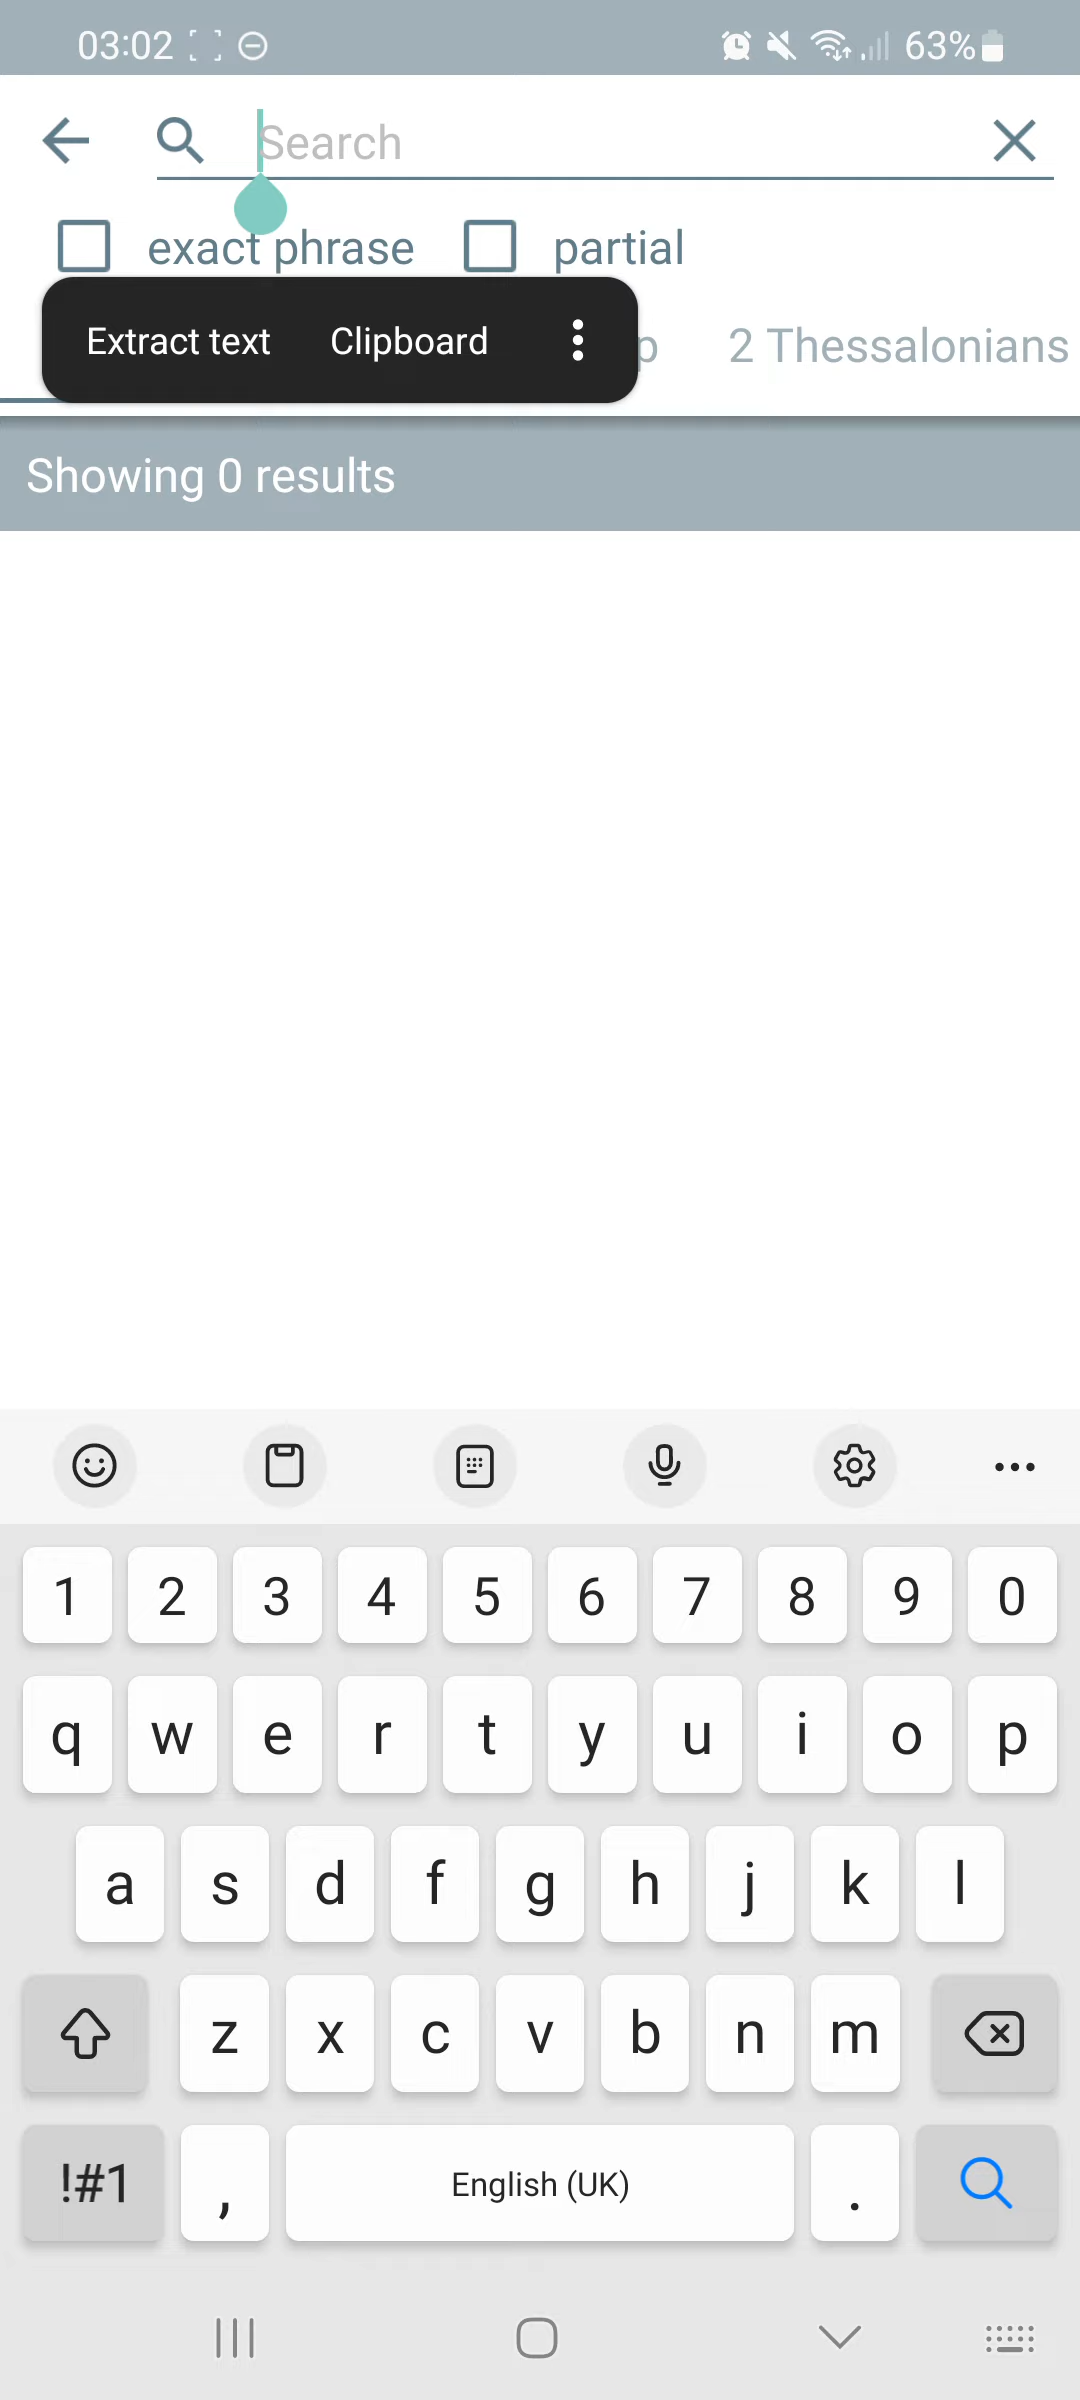 03:02 63%
Search
exact phrase partial
Extract text Clipboard p 2 Thessalonians
Showing 0 results
1 2 3 4 5 6 7 8 9 0
q w e r t y u i o p
a s d f g h j k l
z x c v b n m
!#1 , English (UK) .